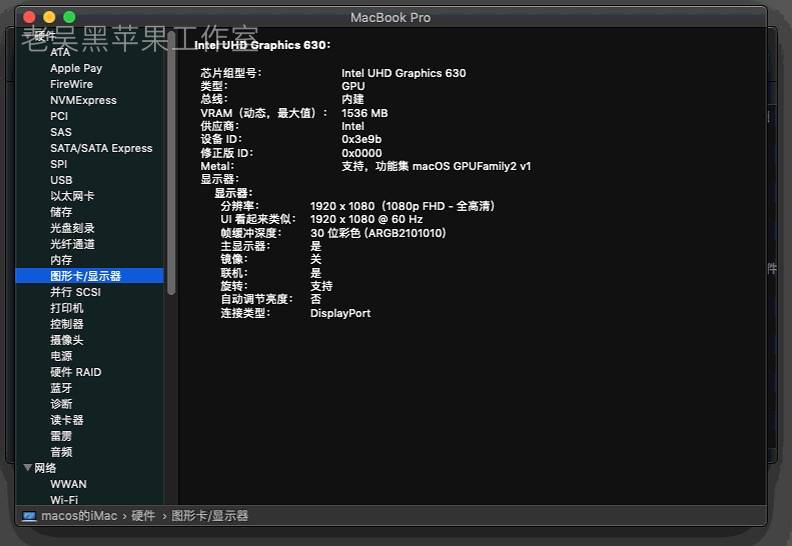 MacBook Pro
老吴黑苹果工作室
硬件
ATA
Apple Pay
FireWire
NVMExpress
PCI
SAS
SATA/SATA Express
SPI
USB
以太网卡
储存
光盘刻录
光纤通道
内存
图形卡/显示器
并行 SCSI
打印机
控制器
摄像头
电源
硬件 RAID
蓝牙
诊断
读卡器
雷雳
音频
网络
WWAN
Wi-Fi
Intel UHD Graphics 630：
芯片组型号： Intel UHD Graphics 630
类型： GPU
总线： 内建
VRAM（动态，最大值）： 1536 MB
供应商： Intel
设备 ID： 0x3e9b
修正版 ID： 0x0000
Metal： 支持，功能集 macOS GPUFamily2 v1
显示器：
显示器：
分辨率： 1920 x 1080（1080p FHD - 全高清）
UI 看起来类似： 1920 x 1080 @ 60 Hz
帧缓冲深度： 30 位彩色 (ARGB2101010)
主显示器： 是
镜像： 关
联机： 是
旋转： 支持
自动调节亮度： 否
连接类型： DisplayPort
macos的iMac › 硬件 › 图形卡/显示器
件